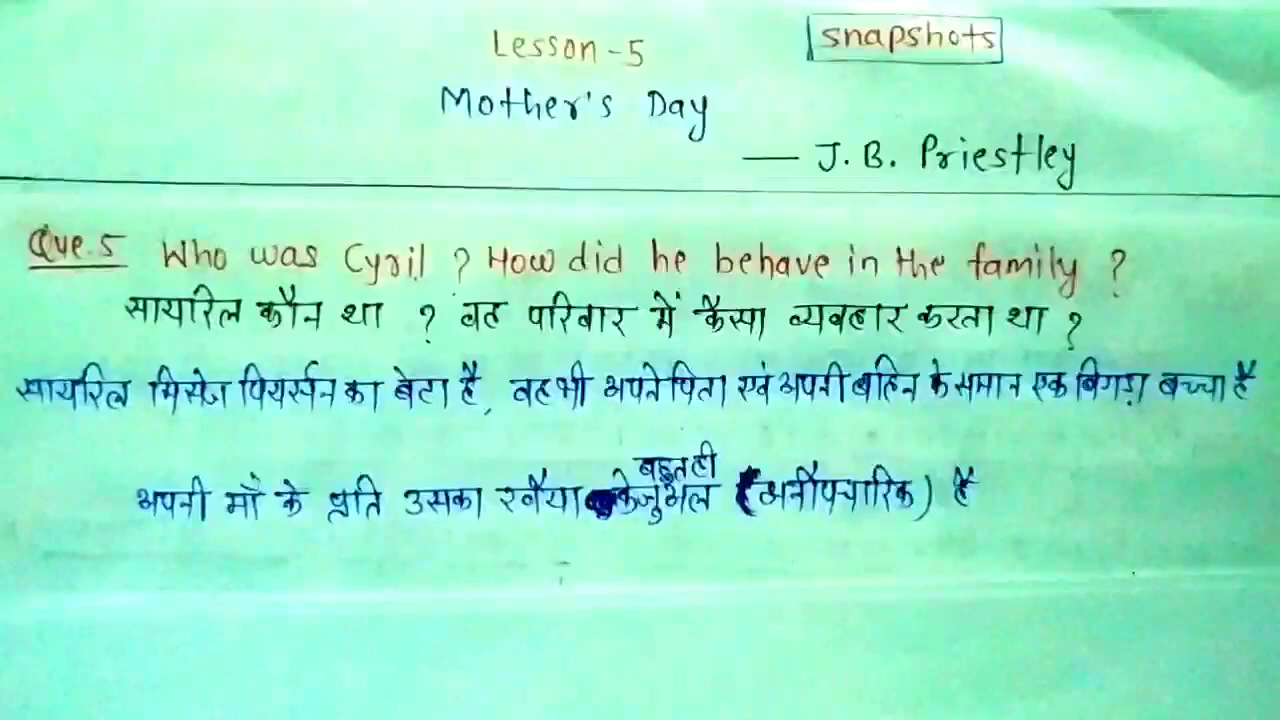 Lesson - 5
snapshots
Mother's Day
— J. B. Priestley
Que. 5 Who was Cyril ? How did he behave in the family ?
सायरिल कौन था ? वह परिवार में कैसा व्यवहार करता था ?
सायरिल मिसेज पियर्सन का बेटा है, वह भी अपने पिता एवं अपनी बहिन के समान एक बिगड़ा बच्चा है
अपनी माँ के प्रति उसका रवैया बहुत ही केजुअल (अनौपचारिक) है